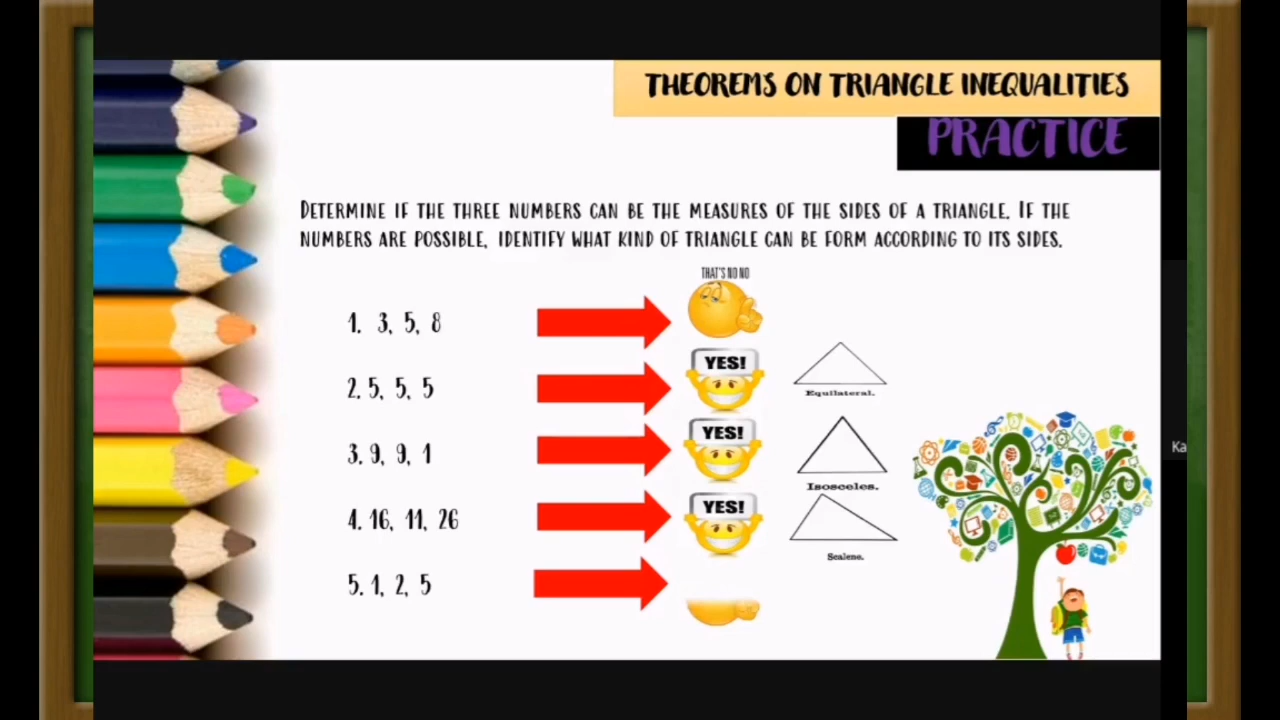 THEOREMS ON TRIANGLE INEQUALITIES
PRACTICE
DETERMINE IF THE THREE NUMBERS CAN BE THE MEASURES OF THE SIDES OF A TRIANGLE. IF THE
NUMBERS ARE POSSIBLE, IDENTIFY WHAT KIND OF TRIANGLE CAN BE FORM ACCORDING TO ITS SIDES.
THAT'S NO NO
1. 3, 5, 8
YES!
2. 5, 5, 5
Equilateral.
YES!
3. 9, 9, 1
Isosceles.
YES!
4. 16, 11, 26
Scalene.
5. 1, 2, 5
Ka